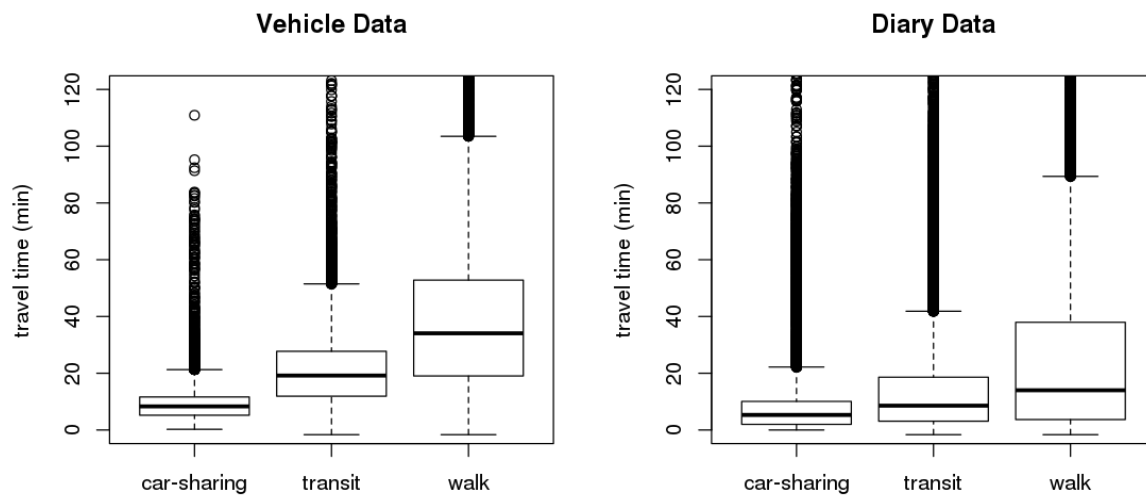 Vehicle Data
travel time (min)
120
100
80
60
40
20
0
car-sharing
transit
walk
Diary Data
travel time (min)
120
100
80
60
40
20
0
car-sharing
transit
walk